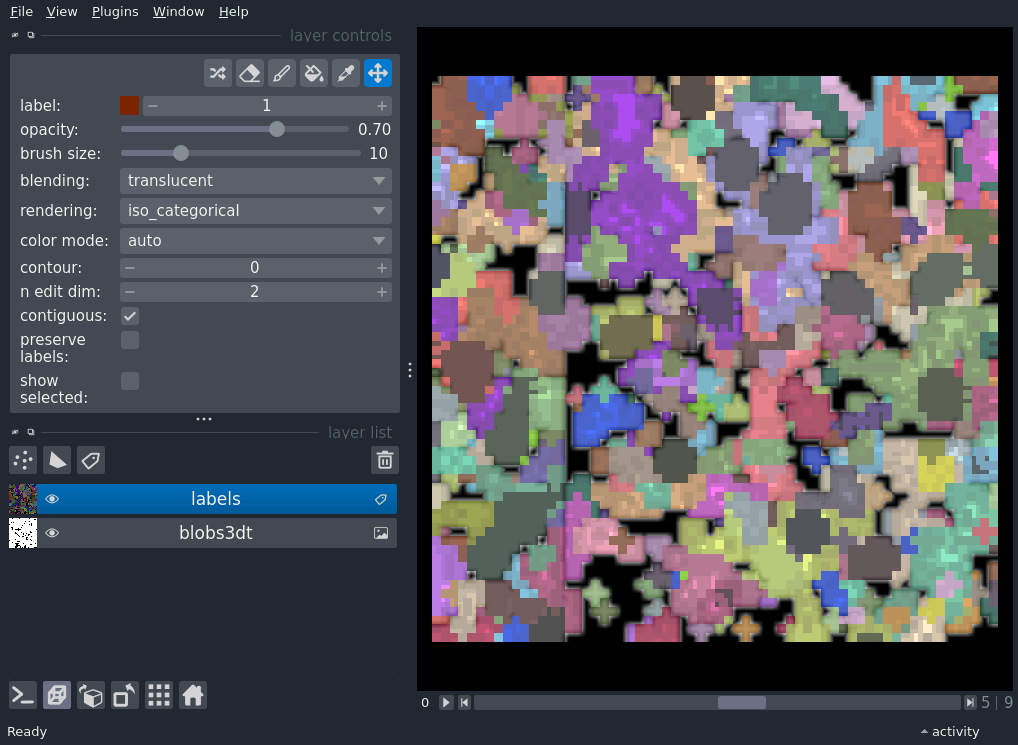 File View Plugins Window Help
layer controls
label: 1
opacity: 0.70
brush size: 10
blending: translucent
rendering: iso_categorical
color mode: auto
contour: 0
n edit dim: 2
contiguous:
preserve
labels:
show
selected:
layer list
labels
blobs3dt
0 5 | 9
Ready activity